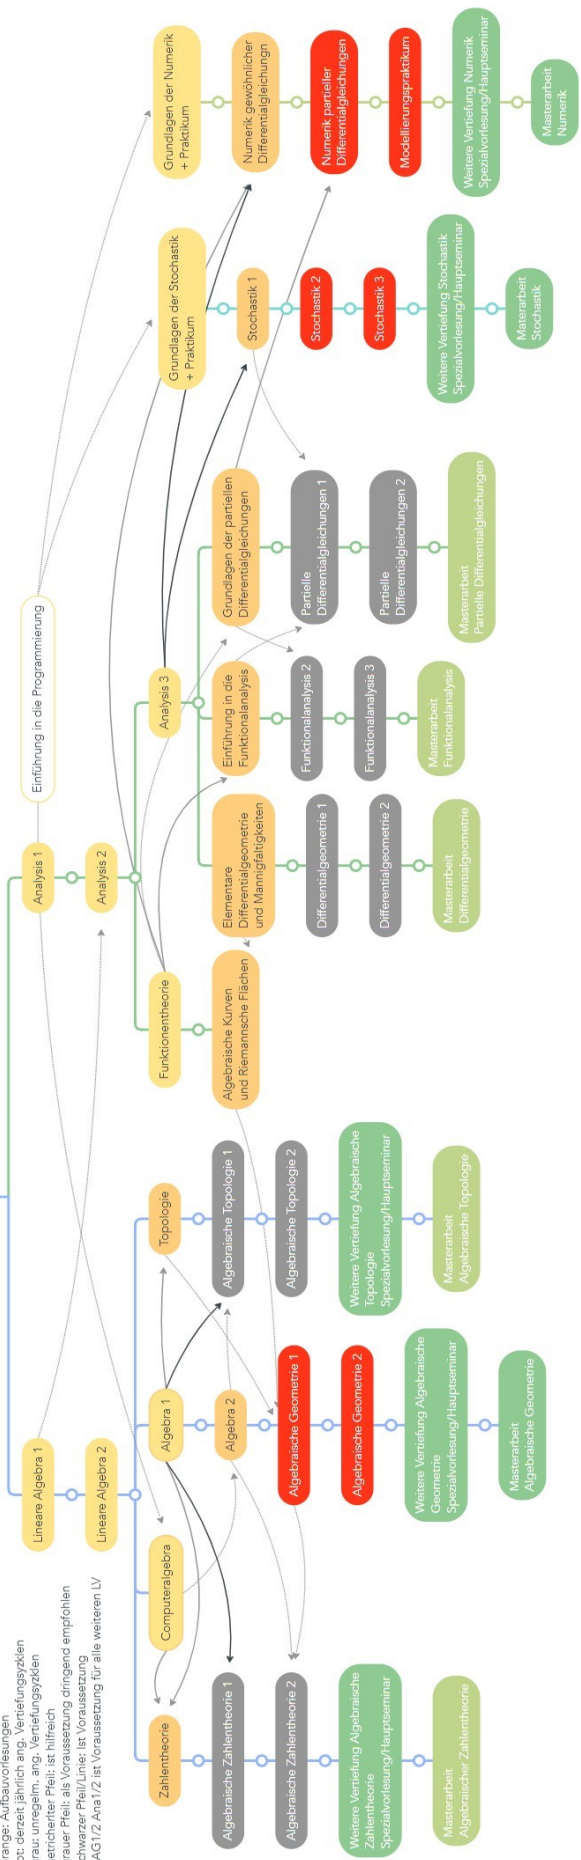 range: Aufbauvorlesungen
ot: derzeit jährlich ang. Vertiefungsyzklen
rau: unregelm. ang. Vertiefungsyzklen
etricherlter Pfeil: ist hilfreich
rauer Pfeil: als Voraussetzung dringend empfohlen
chwarzer Pfeil/Linie: Ist Voraussetzung
AG1/2 Ana1/2 ist Voraussetzung für alle weiteren LV
Lineare Algebra 1
Lineare Algebra 2
Analysis 1
Analysis 2
Einführung in die Programmierung
Zahlentheorie
Algebraische Zahlentheorie 1
Algebraische Zahlentheorie 2
Weitere Vertiefung Algebraische
Zahlentheorie
Spezialvorlesung/Hauptseminar
Masterarbeit
Algebraischer Zahlentheorie
Computeralgebra
Algebra 1
Algebra 2
Algebraische Geometrie 1
Algebraische Geometrie 2
Weitere Vertiefung Algebraische
Geometrie
Spezialvorlesung/Hauptseminar
Masterarbeit
Algebraische Geometrie
Topologie
Algebraische Topologie 1
Algebraische Topologie 2
Weitere Vertiefung Algebraische
Topologie
Spezialvorlesung/Hauptseminar
Masterarbeit
Algebraische Topologie
Funktionentheorie
Algebraische Kurven
und Riemannsche Flächen
Analysis 3
Elementare
Differentialgeometrie
und Mannigfaltigkeiten
Differentialgeometrie 1
Differentialgeometrie 2
Masterarbeit
Differentialgeometrie
Einführung in die
Funktionalanalysis
Funktionalanalysis 2
Funktionalanalysis 3
Masterarbeit
Funktionalanalysis
Grundlagen der partiellen
Differentialgleichungen
Partielle
Differentialgleichungen 1
Partielle
Differentialgleichungen 2
Masterarbeit
Partielle Differentialgleichungen
Grundlagen der Stochastik
+ Praktikum
Stochastik 1
Stochastik 2
Stochastik 3
Weitere Vertiefung Stochastik
Spezialvorlesung/Hauptseminar
Materarbeit
Stochastik
Grundlagen der Numerik
+ Praktikum
Numerik gewöhnlicher
Differentialgleichungn
Numerik partieller
Differentialgleichungen
Modellierungspraktikum
Weitere Vertiefung Numerik
Spezialvorlesung/Hauptseminar
Masterarbeit
Numerik